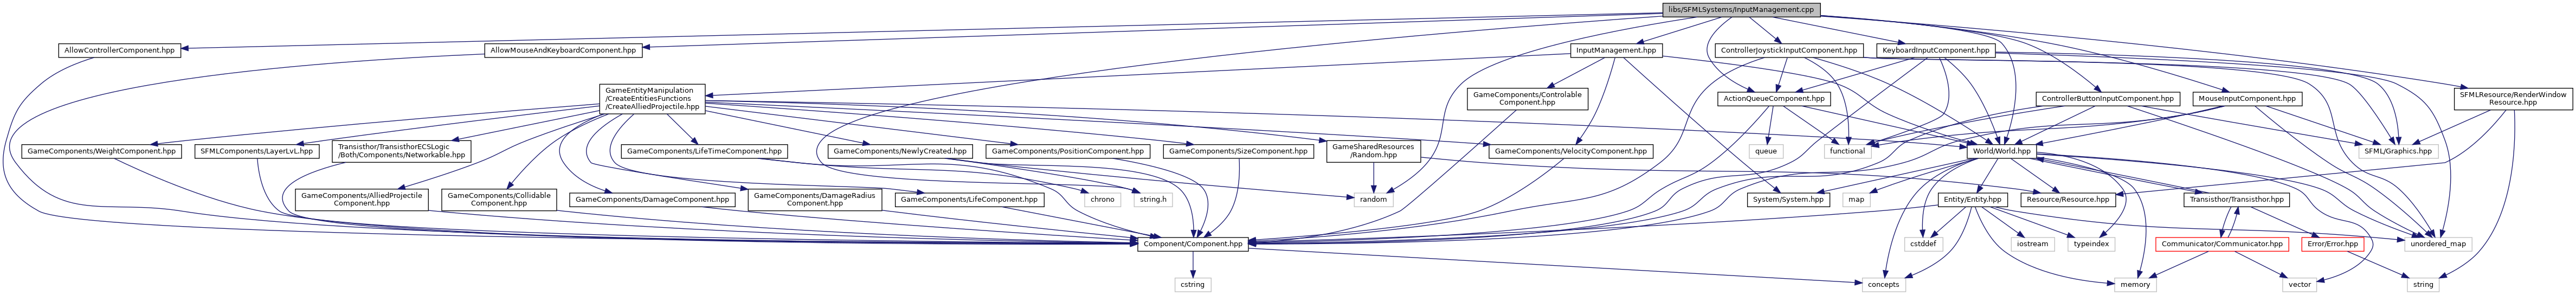 libs/SFMLSystems/InputManagement.cpp
AllowControllerComponent.hpp
AllowMouseAndKeyboardComponent.hpp
InputManagement.hpp
ControllerJoystickInputComponent.hpp
KeyboardInputComponent.hpp
GameEntityManipulation
/CreateEntitiesFunctions
/CreateAlliedProjectile.hpp
GameComponents/Controlable
Component.hpp
ActionQueueComponent.hpp
ControllerButtonInputComponent.hpp
MouseInputComponent.hpp
SFMLResource/RenderWindow
Resource.hpp
GameComponents/WeightComponent.hpp
SFMLComponents/LayerLvL.hpp
Transisthor/TransisthorECSLogic
/Both/Components/Networkable.hpp
GameComponents/LifeTimeComponent.hpp
GameComponents/NewlyCreated.hpp
GameComponents/PositionComponent.hpp
GameComponents/SizeComponent.hpp
GameSharedResources
/Random.hpp
GameComponents/VelocityComponent.hpp
queue
functional
World/World.hpp
SFML/Graphics.hpp
GameComponents/AlliedProjectile
Component.hpp
GameComponents/Collidable
Component.hpp
GameComponents/DamageComponent.hpp
GameComponents/DamageRadius
Component.hpp
GameComponents/LifeComponent.hpp
chrono
string.h
random
System/System.hpp
map
Entity/Entity.hpp
Resource/Resource.hpp
Transisthor/Transisthor.hpp
Component/Component.hpp
cstddef
iostream
typeindex
Communicator/Communicator.hpp
Error/Error.hpp
unordered_map
cstring
concepts
memory
vector
string